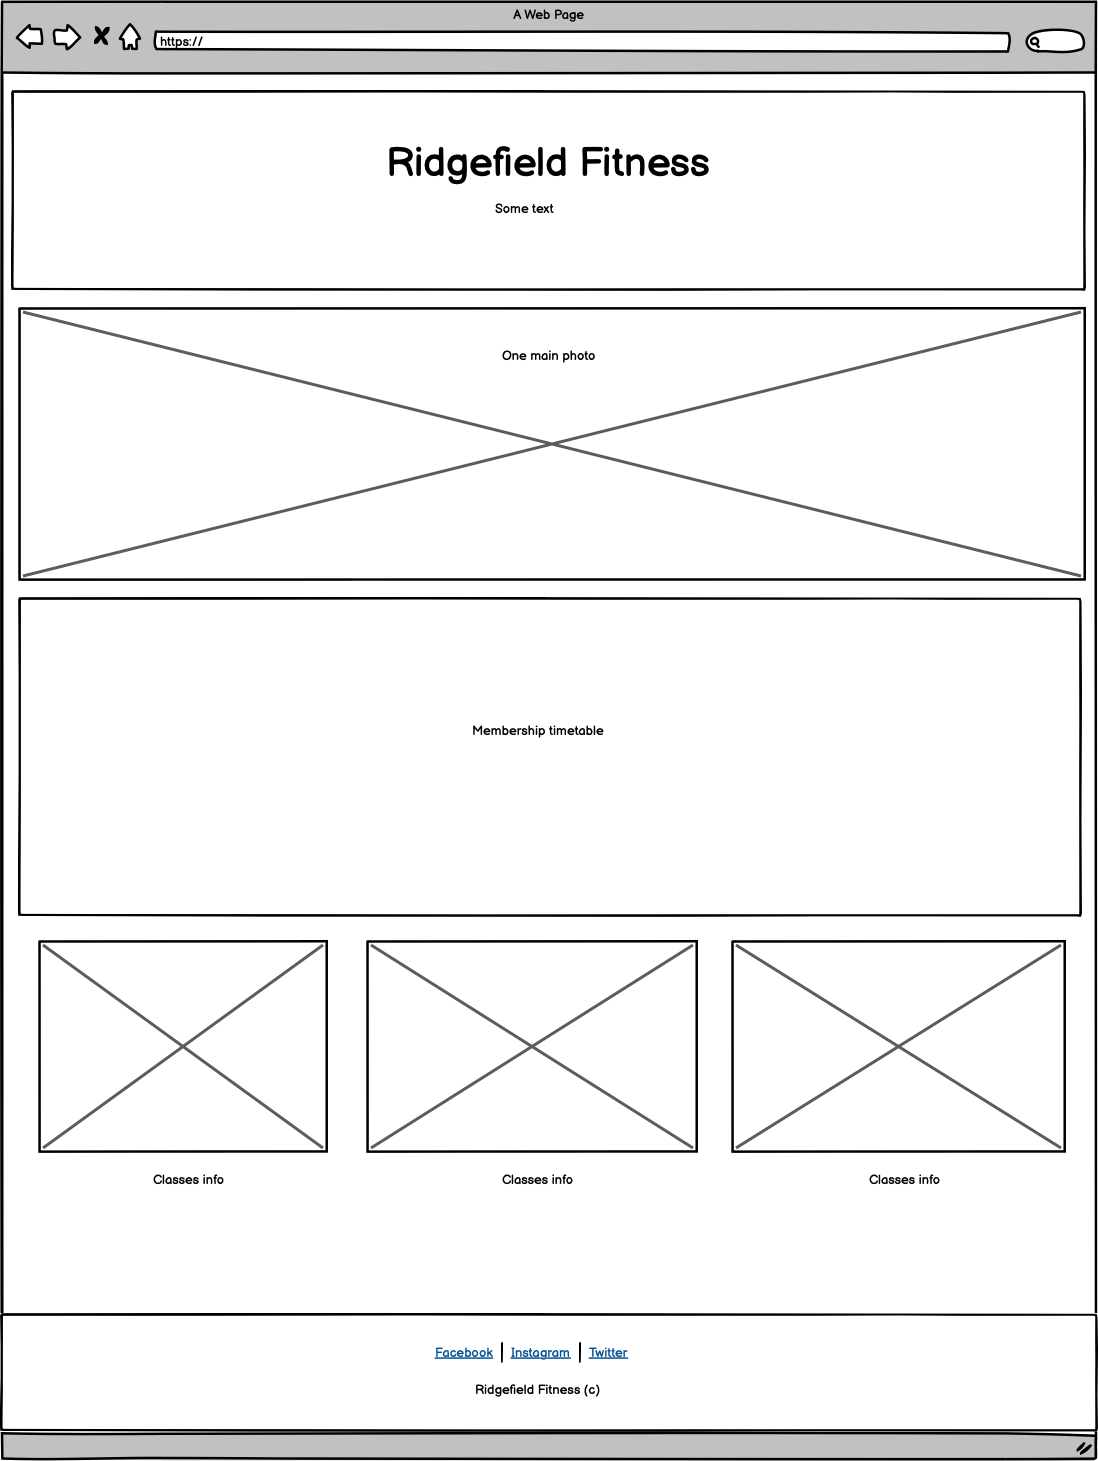 A Web Page
https://
Ridgefield Fitness
Some text
One main photo
Membership timetable
Classes info
Classes info
Classes info
Facebook | Instagram | Twitter
Ridgefield Fitness (c)